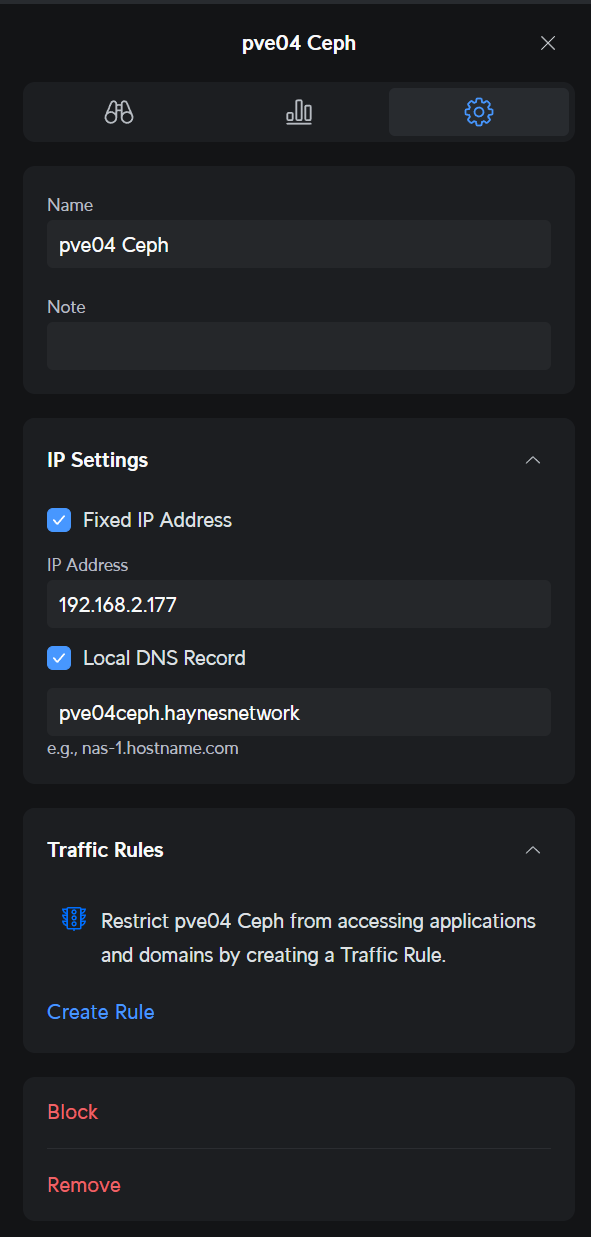 pve04 Ceph
Name
pve04 Ceph
Note
IP Settings
Fixed IP Address
IP Address
192.168.2.177
Local DNS Record
pve04ceph.haynesnetwork
e.g., nas-1.hostname.com
Traffic Rules
Restrict pve04 Ceph from accessing applications
and domains by creating a Traffic Rule.
Create Rule
Block
Remove